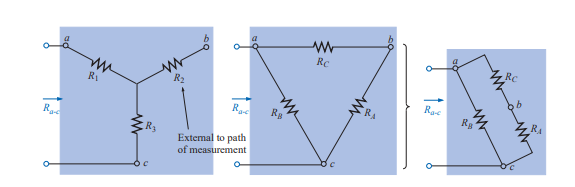 a
b
R1
R2
Ra-c
R3
External to path
of measurement
c
a
b
RC
Ra-c
RB
RA
c
a
RC
b
Ra-c
RB
RA
c